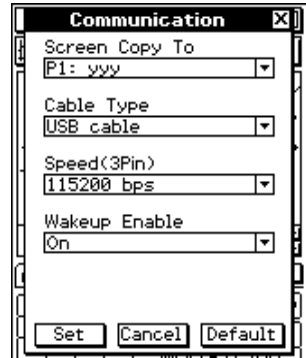 Communication
Screen Copy To
P1: yyy
Cable Type
USB cable
Speed(3Pin)
115200 bps
Wakeup Enable
On
Set Cancel Default